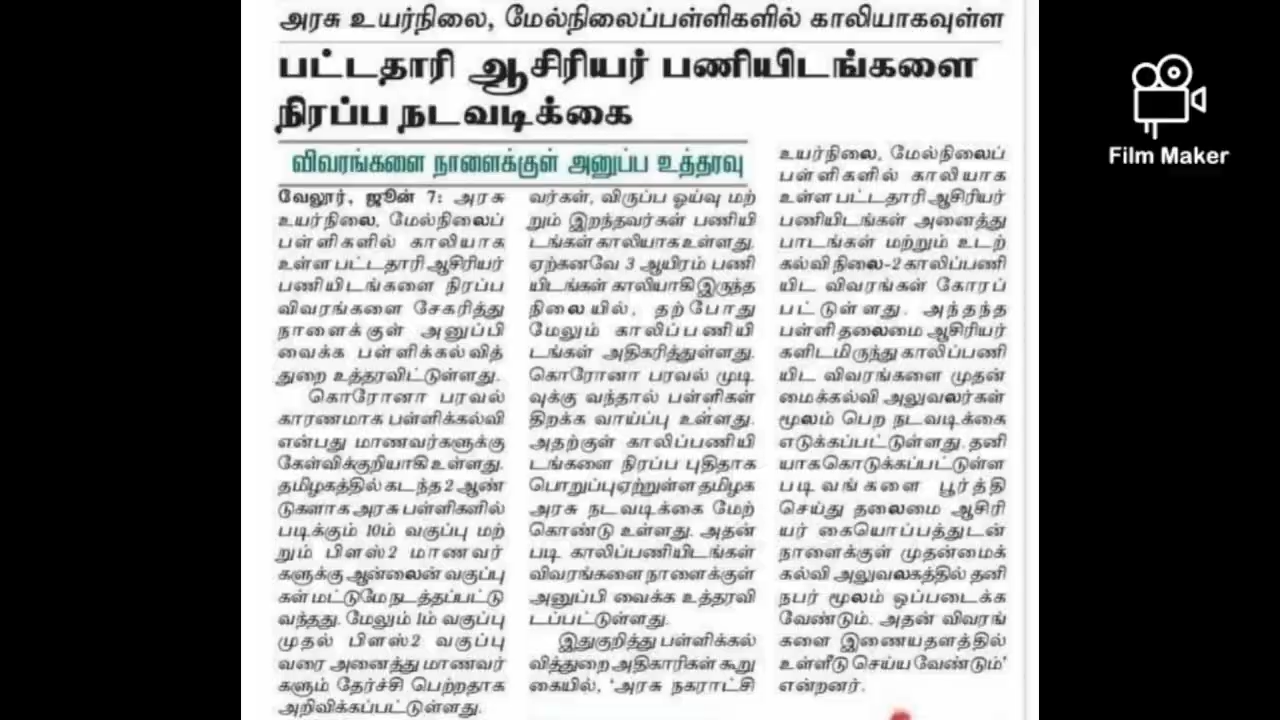 அரசு உயர்நிலை, மேல்நிலைப்பள்ளிகளில் காலியாகவுள்ள
பட்டதாரி ஆசிரியர் பணியிடங்களை
நிரப்ப நடவடிக்கை
விவரங்களை நாளைக்குள் அனுப்ப உத்தரவு
வேலூர், ஜூன் 7: அரசு
உயர்நிலை, மேல்நிலைப்
பள்ளிகளில் காலியாக
உள்ள பட்டதாரி ஆசிரியர்
பணியிடங்களை நிரப்ப
விவரங்களை சேகரித்து
நாளைக்குள் அனுப்பி
வைக்க பள்ளிக்கல்வித்
துறை உத்தரவிட்டுள்ளது.
கொரோனா பரவல்
காரணமாக பள்ளிக்கல்வி
என்பது மாணவர்களுக்கு
கேள்விக்குறியாகி உள்ளது.
தமிழகத்தில் கடந்த 2 ஆண்
டுகளாக அரசு பள்ளிகளில்
படிக்கும் 10ம் வகுப்பு மற்
றும் பிளஸ் 2 மாணவர்
களுக்கு ஆன்லைன் வகுப்பு
கள் மட்டுமே நடத்தப்பட்டு
வந்தது. மேலும் 1ம் வகுப்பு
முதல் பிளஸ் 2 வகுப்பு
வரை அனைத்து மாணவர்
களும் தேர்ச்சி பெற்றதாக
அறிவிக்கப்பட்டுள்ளது.
வர்கள், விருப்ப ஓய்வு மற்
றும் இறந்தவர்கள் பணியி
டங்கள் காலியாக உள்ளது.
ஏற்கனவே 3 ஆயிரம் பணி
யிடங்கள் காலியாகி இருந்த
நிலையில், தற்போது
மேலும் காலிப்பணியி
டங்கள் அதிகரித்துள்ளது.
கொரோனா பரவல் முடி
வுக்கு வந்தால் பள்ளிகள்
திறக்க வாய்ப்பு உள்ளது.
அதற்குள் காலிப்பணியி
டங்களை நிரப்ப புதிதாக
பொறுப்பு ஏற்றுள்ள தமிழக
அரசு நடவடிக்கை மேற்
கொண்டு உள்ளது. அதன்
படி காலிப்பணியிடங்கள்
விவரங்களை நாளைக்குள்
அனுப்பி வைக்க உத்தரவி
டப்பட்டுள்ளது.
இதுகுறித்து பள்ளிக்கல்
வித்துறை அதிகாரிகள் கூறு
கையில், 'அரசு நகராட்சி
உயர்நிலை, மேல்நிலைப்
பள்ளிகளில் காலியாக
உள்ள பட்டதாரி ஆசிரியர்
பணியிடங்கள் அனைத்து
பாடங்கள் மற்றும் உடற்
கல்வி நிலை-2 காலிப்பணி
யிட விவரங்கள் கோரப்
பட்டுள்ளது. அந்தந்த
பள்ளி தலைமை ஆசிரியர்
களிடமிருந்து காலிப்பணி
யிட விவரங்களை முதன்
மைக்கல்வி அலுவலர்கள்
மூலம் பெற நடவடிக்கை
எடுக்கப்பட்டுள்ளது. தனி
யாக கொடுக்கப்பட்டுள்ள
படிவங்களை பூர்த்தி
செய்து தலைமை ஆசிரி
யர் கையொப்பத்துடன்
நாளைக்குள் முதன்மைக்
கல்வி அலுவலகத்தில் தனி
நபர் மூலம் ஒப்படைக்க
வேண்டும். அதன் விவரங்
களை இணையதளத்தில்
உள்ளீடு செய்ய வேண்டும்'
என்றனர்.
Film Maker